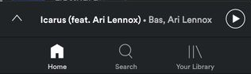 Icarus (feat. Ari Lennox) • Bas, Ari Lennox
Home Search Your Library